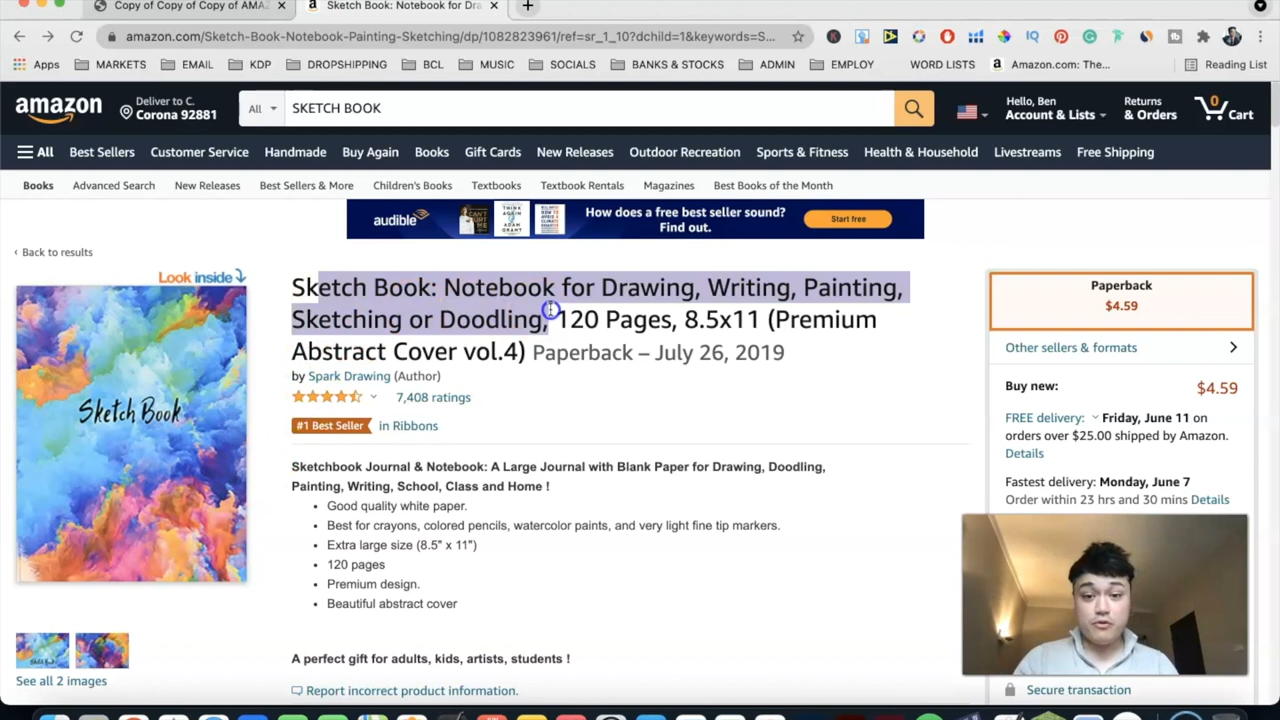 Copy of Copy of Copy of AMAZ
Sketch Book: Notebook for Dra
amazon.com/Sketch-Book-Notebook-Painting-Sketching/dp/1082823961/ref=sr_1_10?dchild=1&keywords=S...
Apps MARKETS EMAIL KDP DROPSHIPPING BCL MUSIC SOCIALS BANKS & STOCKS ADMIN EMPLOY WORD LISTS Amazon.com: The... Reading List
amazon
Deliver to C.
Corona 92881
All
SKETCH BOOK
Hello, Ben
Account & Lists
Returns
& Orders
0
Cart
All Best Sellers Customer Service Handmade Buy Again Books Gift Cards New Releases Outdoor Recreation Sports & Fitness Health & Household Livestreams Free Shipping
Books Advanced Search New Releases Best Sellers & More Children's Books Textbooks Textbook Rentals Magazines Best Books of the Month
audible
How does a free best seller sound?
Find out.
Start free
‹ Back to results
Look inside
Sketch Book
Sketch Book: Notebook for Drawing, Writing, Painting,
Sketching or Doodling, 120 Pages, 8.5x11 (Premium
Abstract Cover vol.4) Paperback – July 26, 2019
by Spark Drawing (Author)
7,408 ratings
#1 Best Seller in Ribbons
Sketchbook Journal & Notebook: A Large Journal with Blank Paper for Drawing, Doodling,
Painting, Writing, School, Class and Home !
• Good quality white paper.
• Best for crayons, colored pencils, watercolor paints, and very light fine tip markers.
• Extra large size (8.5" x 11")
• 120 pages
• Premium design.
• Beautiful abstract cover
A perfect gift for adults, kids, artists, students !
Report incorrect product information.
See all 2 images
Paperback
$4.59
Other sellers & formats
Buy new: $4.59
FREE delivery: Friday, June 11 on
orders over $25.00 shipped by Amazon.
Details
Fastest delivery: Monday, June 7
Order within 23 hrs and 30 mins Details
Secure transaction